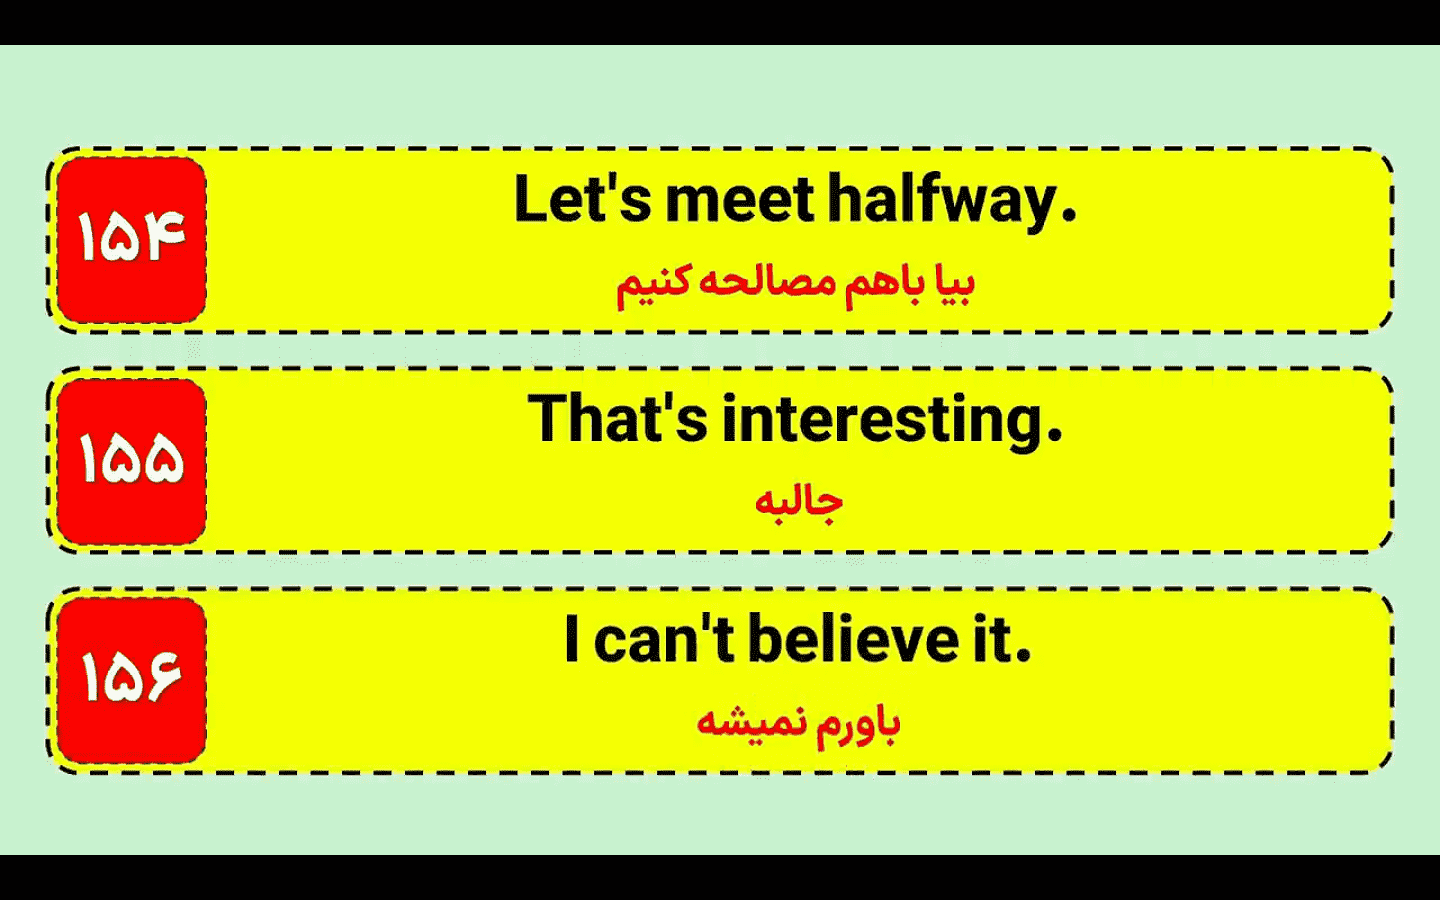 ۱۵۴
Let's meet halfway.
بیا باهم مصالحه کنیم
۱۵۵
That's interesting.
جالبه
۱۵۶
I can't believe it.
باورم نمیشه